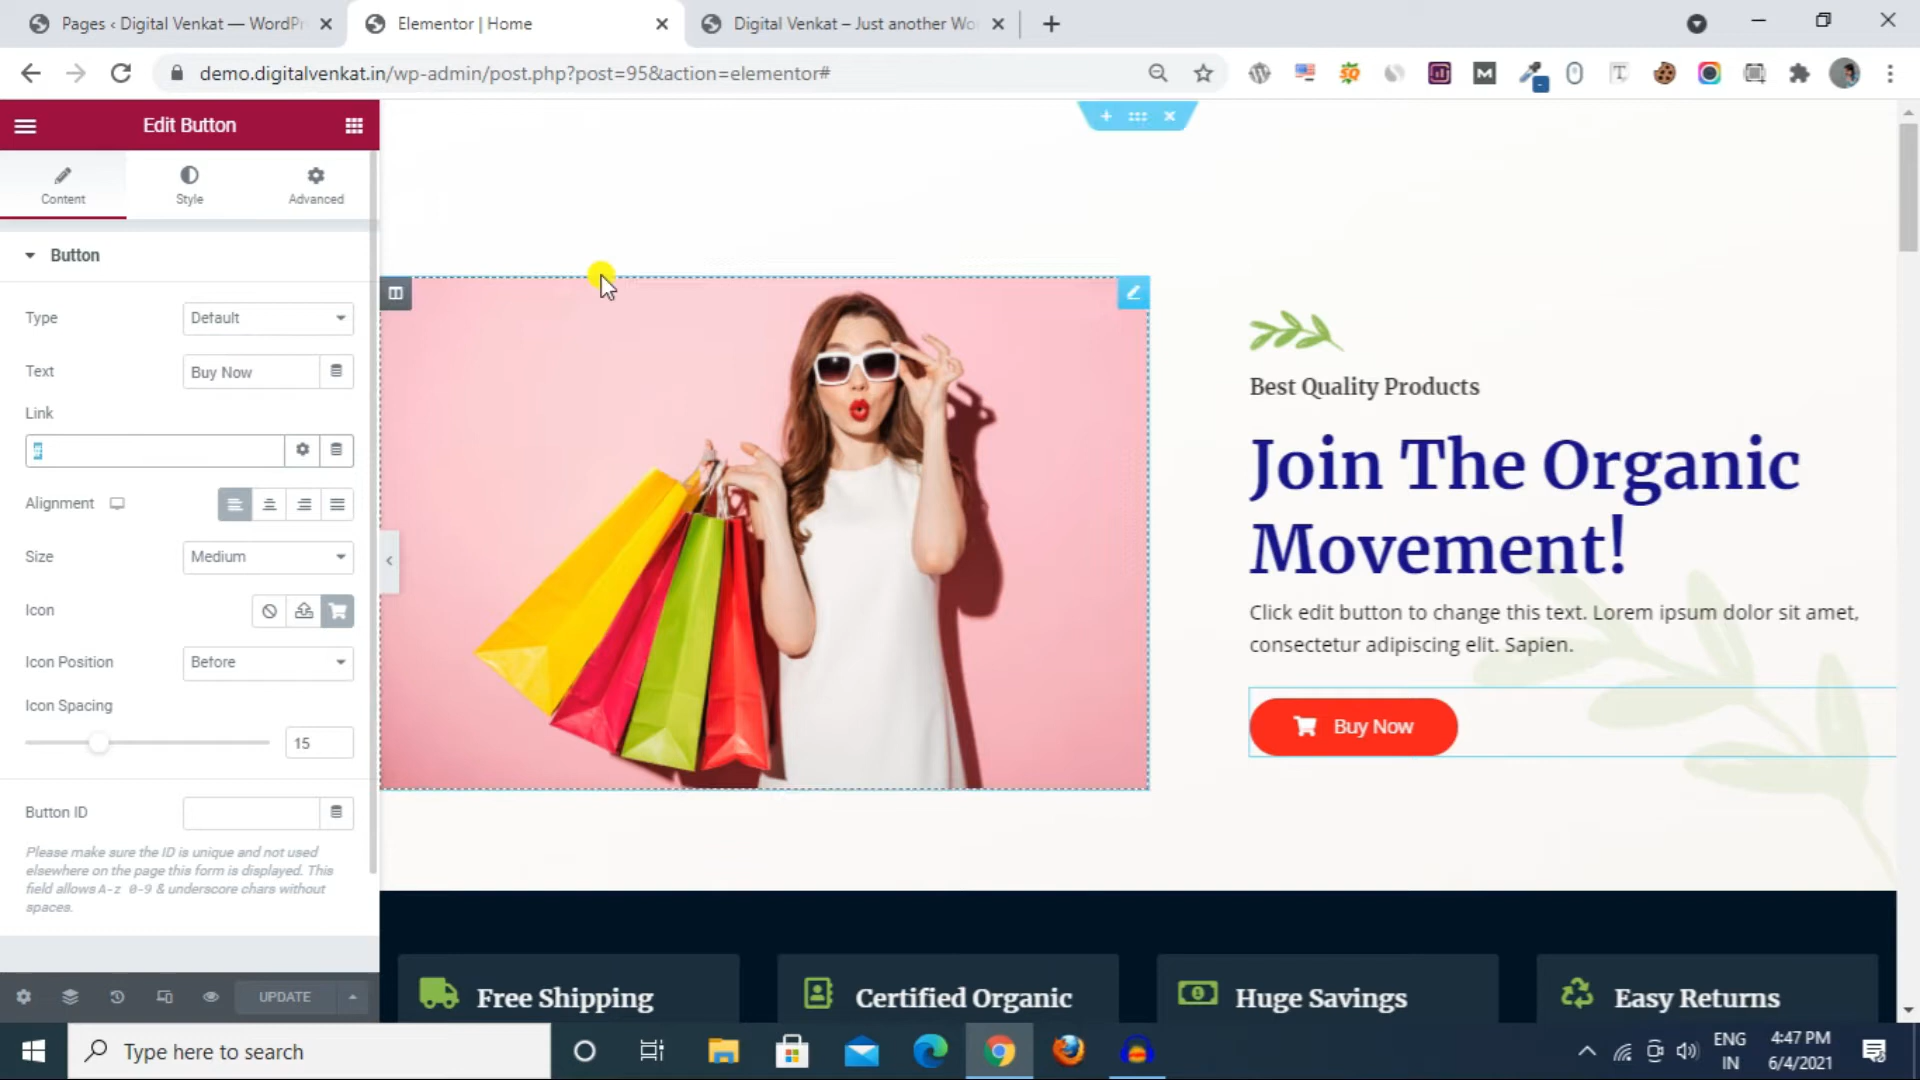 Pages ‹ Digital Venkat — WordPr
Elementor | Home
Digital Venkat – Just another Wo
demo.digitalvenkat.in/wp-admin/post.php?post=95&action=elementor#
Edit Button
Content
Style
Advanced
Button
Type
Default
Text
Buy Now
Link
#
Alignment
Size
Medium
Icon
Icon Position
Before
Icon Spacing
15
Button ID
Please make sure the ID is unique and not used
elsewhere on the page this form is displayed. This
field allows A-z 0-9 & underscore chars without
spaces.
UPDATE
Best Quality Products
Join The Organic
Movement!
Click edit button to change this text. Lorem ipsum dolor sit amet,
consectetur adipiscing elit. Sapien.
Buy Now
Free Shipping
Certified Organic
Huge Savings
Easy Returns
Type here to search
ENG
IN
4:47 PM
6/4/2021